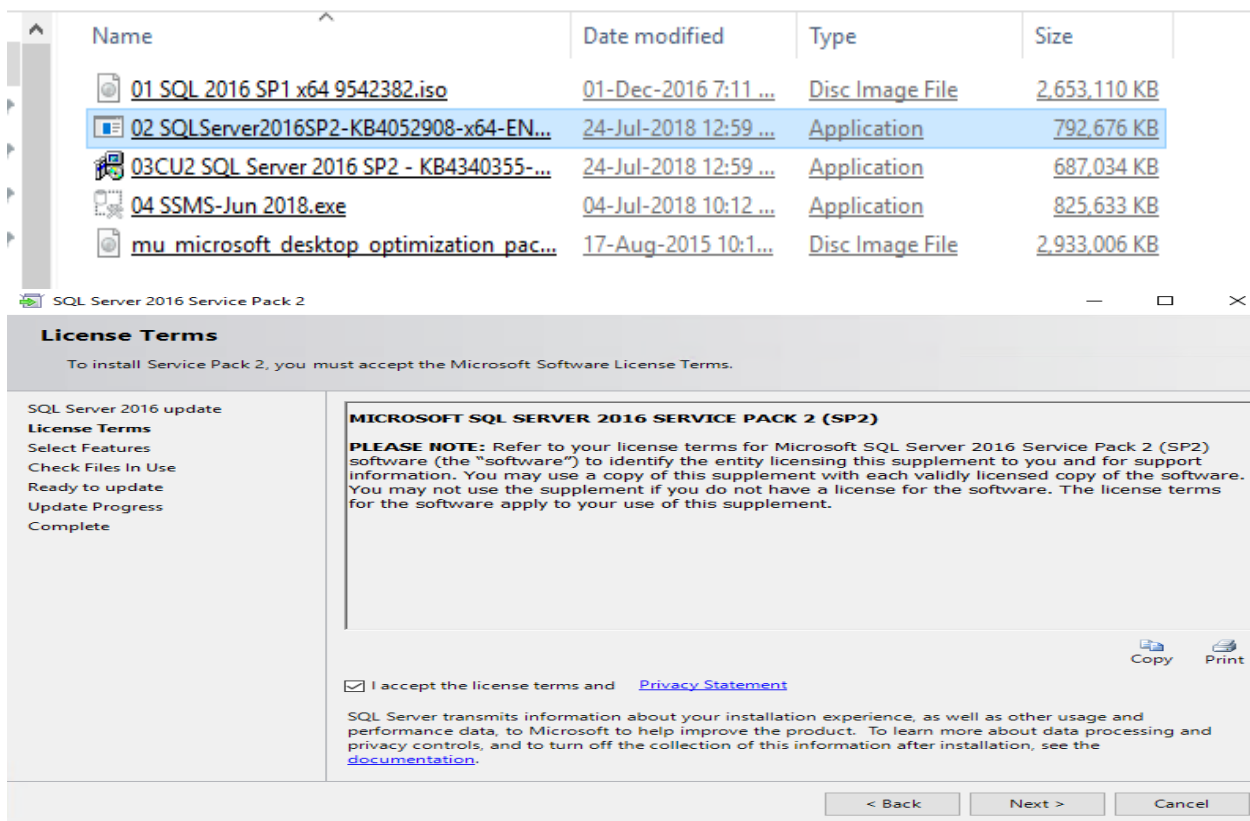 Name Date modified Type Size
01 SQL 2016 SP1 x64 9542382.iso 01-Dec-2016 7:11 ... Disc Image File 2,653,110 KB
02 SQLServer2016SP2-KB4052908-x64-EN... 24-Jul-2018 12:59 ... Application 792,676 KB
03CU2 SQL Server 2016 SP2 - KB4340355-... 24-Jul-2018 12:59 ... Application 687,034 KB
04 SSMS-Jun 2018.exe 04-Jul-2018 10:12 ... Application 825,633 KB
mu_microsoft_desktop_optimization_pac... 17-Aug-2015 10:1... Disc Image File 2,933,006 KB
SQL Server 2016 Service Pack 2
License Terms
To install Service Pack 2, you must accept the Microsoft Software License Terms.
SQL Server 2016 update
License Terms
Select Features
Check Files In Use
Ready to update
Update Progress
Complete
MICROSOFT SQL SERVER 2016 SERVICE PACK 2 (SP2)
PLEASE NOTE: Refer to your license terms for Microsoft SQL Server 2016 Service Pack 2 (SP2)
software (the “software”) to identify the entity licensing this supplement to you and for support
information. You may use a copy of this supplement with each validly licensed copy of the software.
You may not use the supplement if you do not have a license for the software. The license terms
for the software apply to your use of this supplement.
Copy Print
I accept the license terms and Privacy Statement
SQL Server transmits information about your installation experience, as well as other usage and
performance data, to Microsoft to help improve the product. To learn more about data processing and
privacy controls, and to turn off the collection of this information after installation, see the
documentation.
< Back Next > Cancel